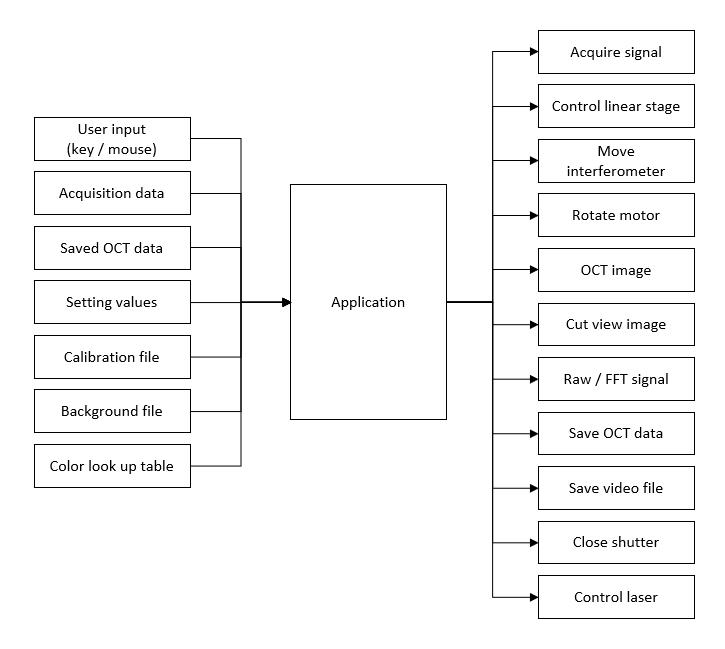 User input
(key / mouse)
Acquisition data
Saved OCT data
Setting values
Calibration file
Background file
Color look up table
Application
Acquire signal
Control linear stage
Move
interferometer
Rotate motor
OCT image
Cut view image
Raw / FFT signal
Save OCT data
Save video file
Close shutter
Control laser